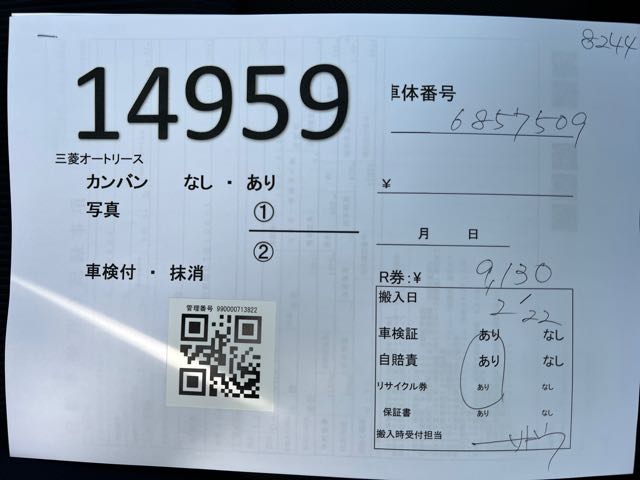 8244
14959
車体番号
6857509
三菱オートリース
カンバン なし ・ あり
¥
写真 ①
②
月 日
車検付 ・ 抹消
R券:¥ 9,130
搬入日 2/22
管理番号 990000713822
車検証 あり なし
自賠責 あり なし
リサイクル券 あり なし
保証書 あり なし
搬入時受付担当